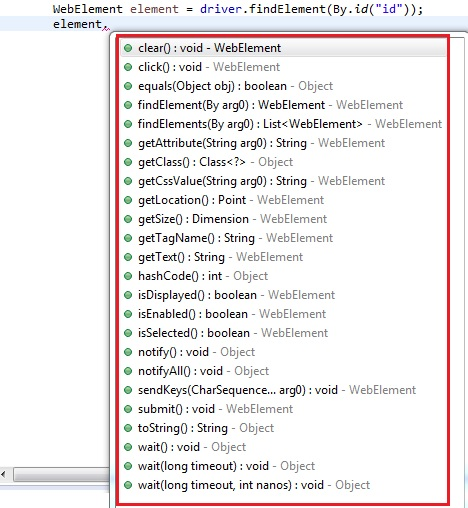 WebElement element = driver.findElement(By.id("id"));
element.
clear() : void - WebElement
click() : void - WebElement
equals(Object obj) : boolean - Object
findElement(By arg0) : WebElement - WebElement
findElements(By arg0) : List<WebElement> - WebElement
getAttribute(String arg0) : String - WebElement
getClass() : Class<?> - Object
getCssValue(String arg0) : String - WebElement
getLocation() : Point - WebElement
getSize() : Dimension - WebElement
getTagName() : String - WebElement
getText() : String - WebElement
hashCode() : int - Object
isDisplayed() : boolean - WebElement
isEnabled() : boolean - WebElement
isSelected() : boolean - WebElement
notify() : void - Object
notifyAll() : void - Object
sendKeys(CharSequence... arg0) : void - WebElement
submit() : void - WebElement
toString() : String - Object
wait() : void - Object
wait(long timeout) : void - Object
wait(long timeout, int nanos) : void - Object